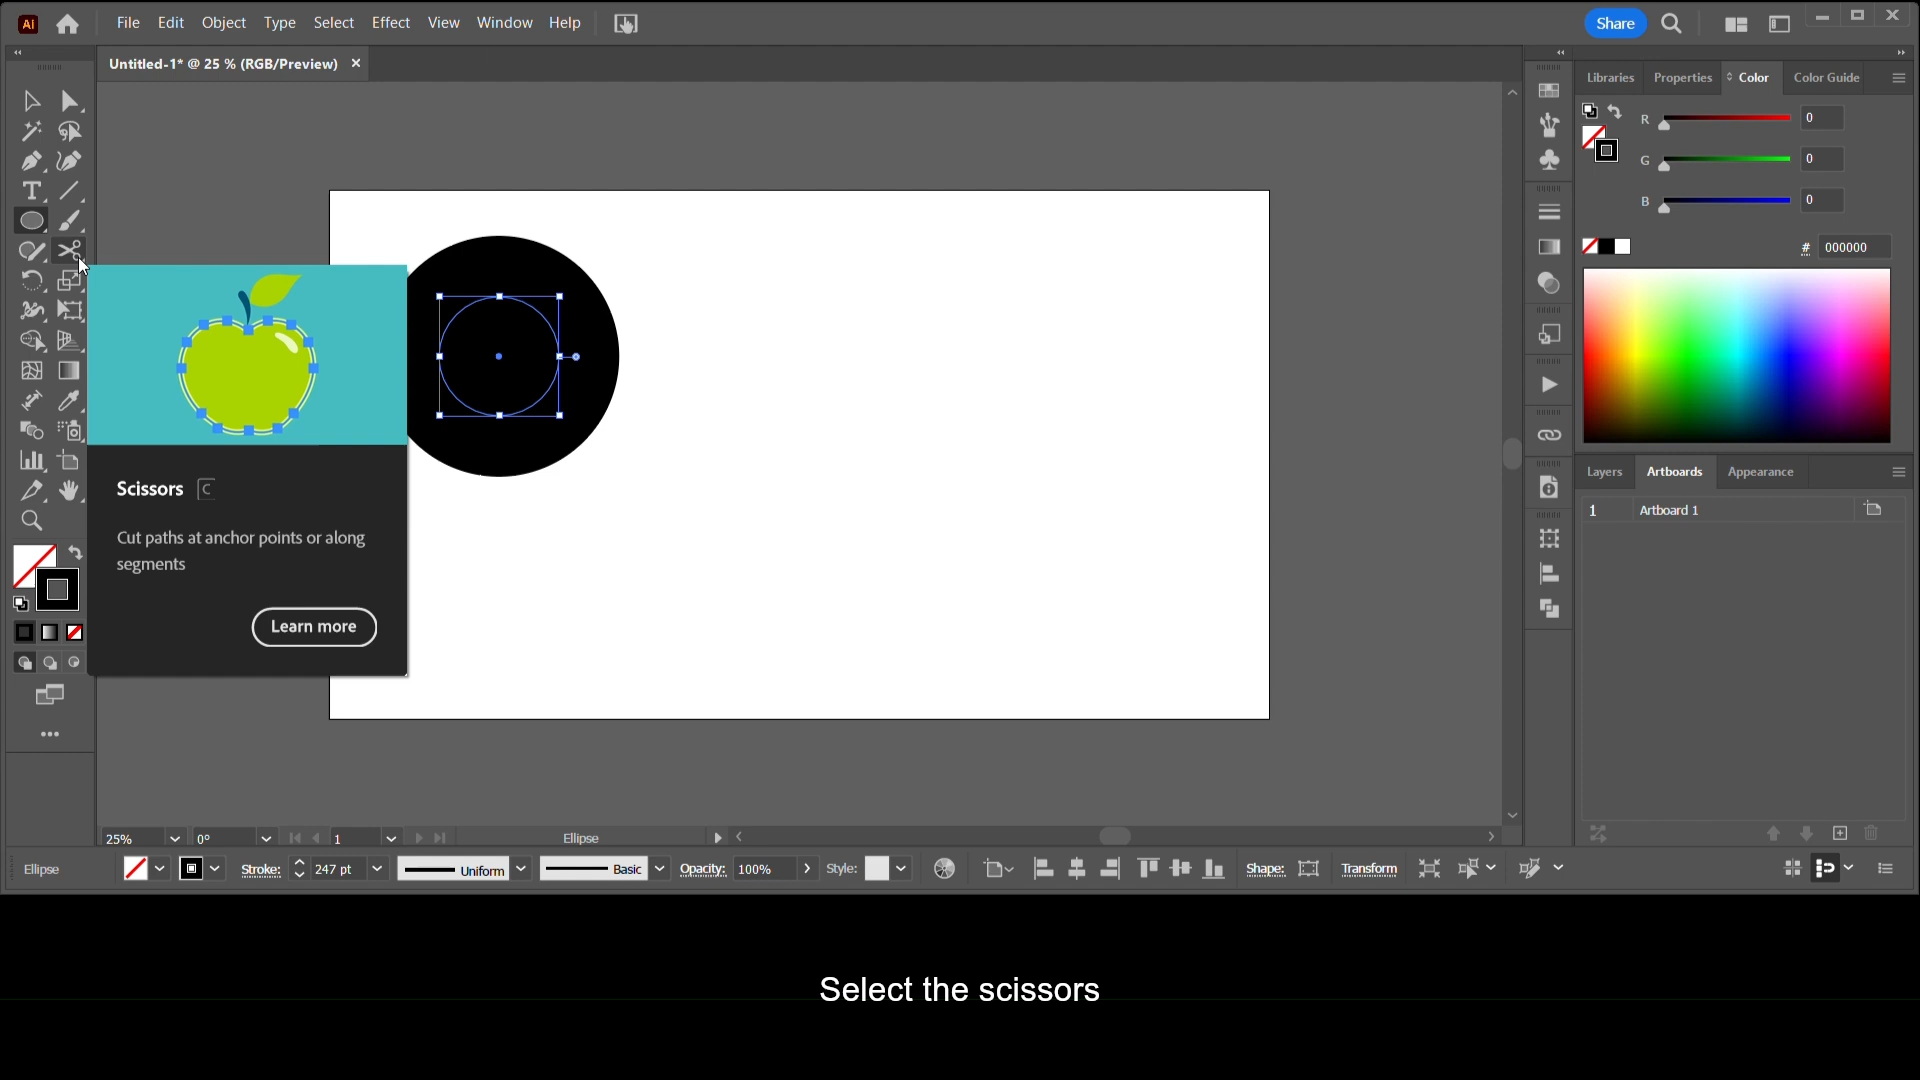 Ai File Edit Object Type Select Effect View Window Help Share
Untitled-1* @ 25 % (RGB/Preview) ×
Libraries Properties Color Color Guide
R 0
G 0
B 0
# 000000
Scissors C
Cut paths at anchor points or along
segments
Learn more
Layers Artboards Appearance
1 Artboard 1
25% 0° 1 Ellipse
Ellipse Stroke: 247 pt Uniform Basic Opacity: 100% Style: Shape: Transform
Select the scissors